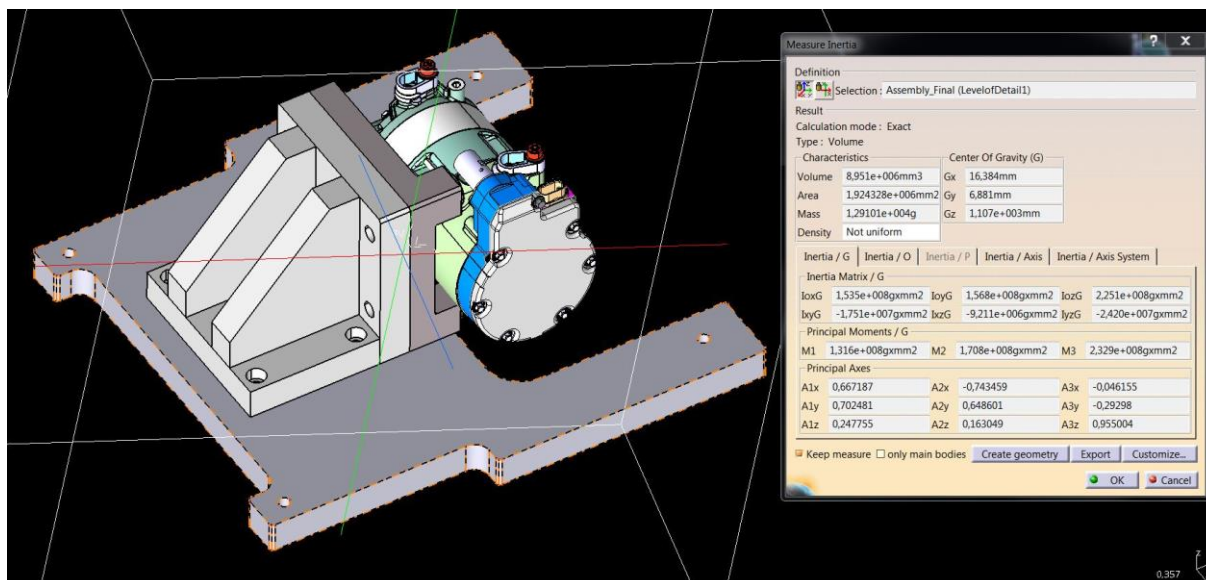 Measure Inertia
? X
Definition
Selection : Assembly_Final (LevelofDetail1)
Result
Calculation mode : Exact
Type : Volume
Characteristics Center Of Gravity (G)
Volume 8,951e+006mm3 Gx 16,384mm
Area 1,924328e+006mm2 Gy 6,881mm
Mass 1,29101e+004g Gz 1,107e+003mm
Density Not uniform
Inertia / G Inertia / O Inertia / P Inertia / Axis Inertia / Axis System
Inertia Matrix / G
IoxG 1,535e+008gxmm2 IoyG 1,568e+008gxmm2 IozG 2,251e+008gxmm2
IxyG -1,751e+007gxmm2 IxzG -9,211e+006gxmm2 IyzG -2,420e+007gxmm2
Principal Moments / G
M1 1,316e+008gxmm2 M2 1,708e+008gxmm2 M3 2,329e+008gxmm2
Principal Axes
A1x 0,667187 A2x -0,743459 A3x -0,046155
A1y 0,702481 A2y 0,648601 A3y -0,29298
A1z 0,247755 A2z 0,163049 A3z 0,955004
Keep measure only main bodies Create geometry Export Customize...
OK Cancel
z
0,357